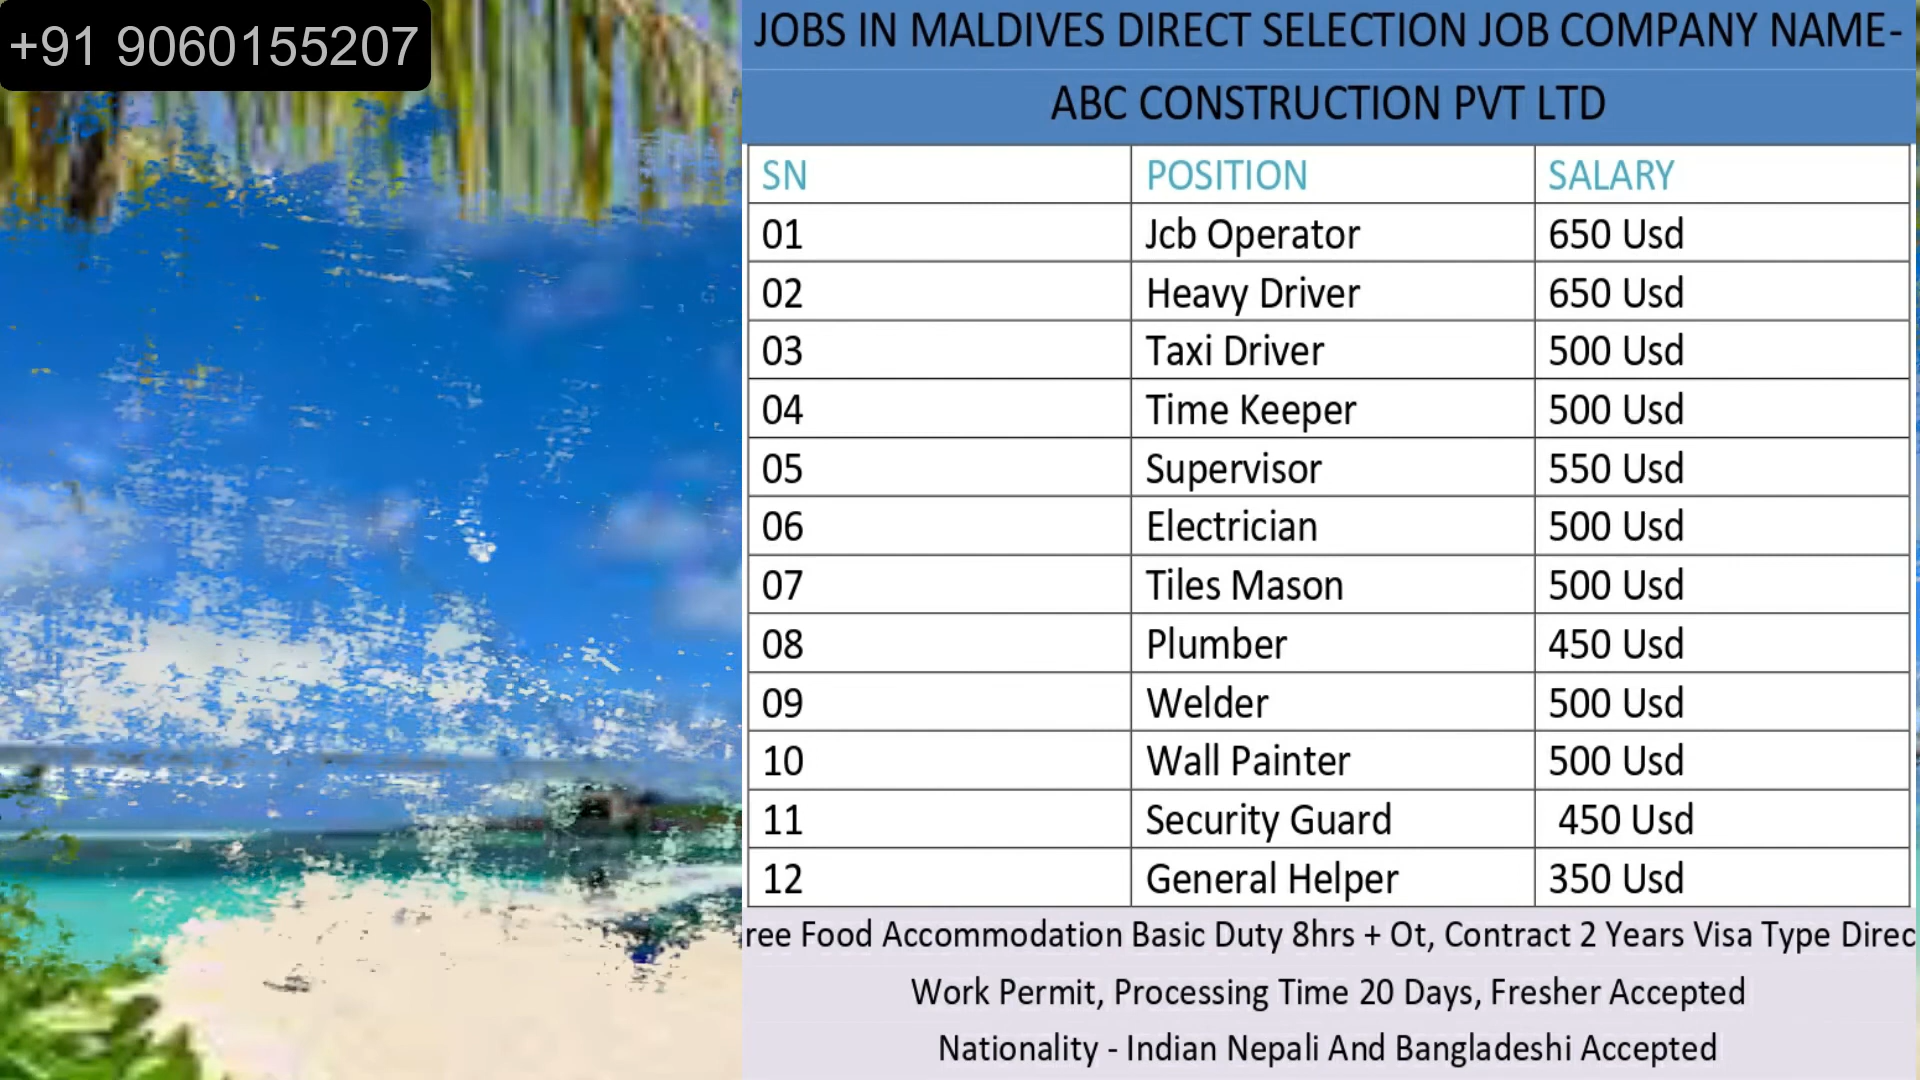 +91 9060155207
JOBS IN MALDIVES DIRECT SELECTION JOB COMPANY NAME-
ABC CONSTRUCTION PVT LTD
SN POSITION SALARY
01 Jcb Operator 650 Usd
02 Heavy Driver 650 Usd
03 Taxi Driver 500 Usd
04 Time Keeper 500 Usd
05 Supervisor 550 Usd
06 Electrician 500 Usd
07 Tiles Mason 500 Usd
08 Plumber 450 Usd
09 Welder 500 Usd
10 Wall Painter 500 Usd
11 Security Guard 450 Usd
12 General Helper 350 Usd
ree Food Accommodation Basic Duty 8hrs + Ot, Contract 2 Years Visa Type Direc
Work Permit, Processing Time 20 Days, Fresher Accepted
Nationality - Indian Nepali And Bangladeshi Accepted